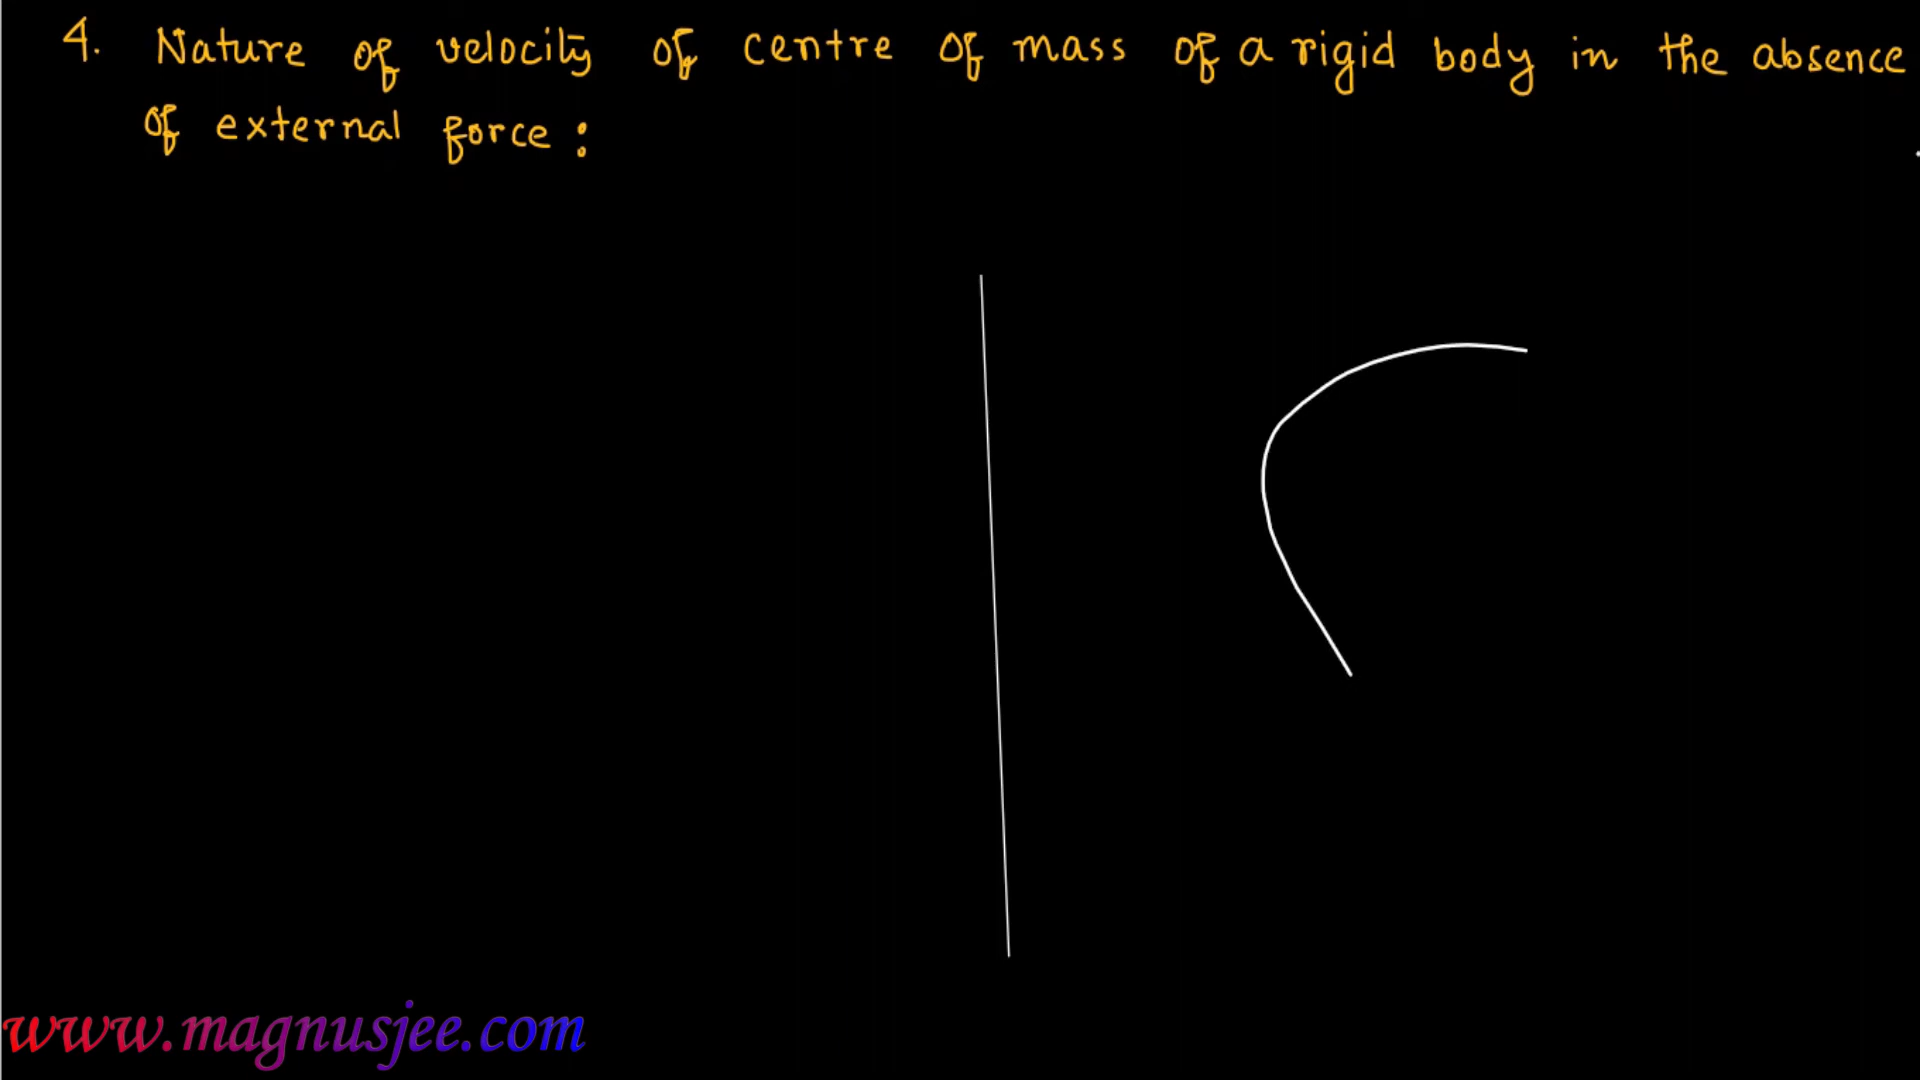 4. Nature of velocity of centre of mass of a rigid body in the absence
of external force :
www.magnusjee.com